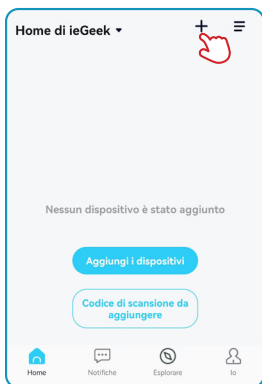 Home di ieGeek
Nessun dispositivo è stato aggiunto
Aggiungi i dispositivi
Codice di scansione da
aggiungere
Home
Notifiche
Esplorare
Io